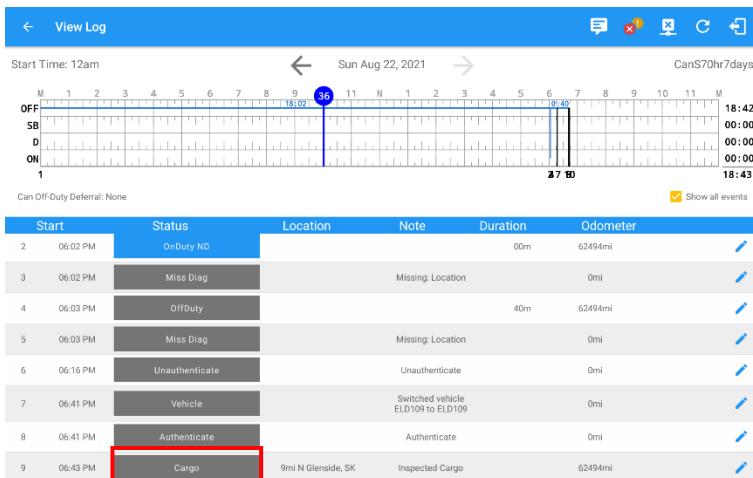 View Log
Start Time: 12am
Sun Aug 22, 2021
CanS70hr7days
M 1 2 3 4 5 6 7 8 9 36 11 N 1 2 3 4 5 6 7 8 9 10 11 M
OFF 18:02 0:40 18:42
SB 00:00
D 00:00
ON 00:00
1 18:43
Can Off-Duty Deferral: None
Show all events
Start Status Location Note Duration Odometer
2 06:02 PM OnDuty ND 00m 62494mi
3 06:02 PM Miss Diag Missing: Location 0mi
4 06:03 PM OffDuty 40m 62494mi
5 06:03 PM Miss Diag Missing: Location 0mi
6 06:16 PM Unauthenticate Unauthenticate 0mi
7 06:41 PM Vehicle Switched vehicle 0mi
ELD109 to ELD109
8 06:41 PM Authenticate Authenticate 0mi
9 06:43 PM Cargo 9mi N Glenside, SK Inspected Cargo 62494mi